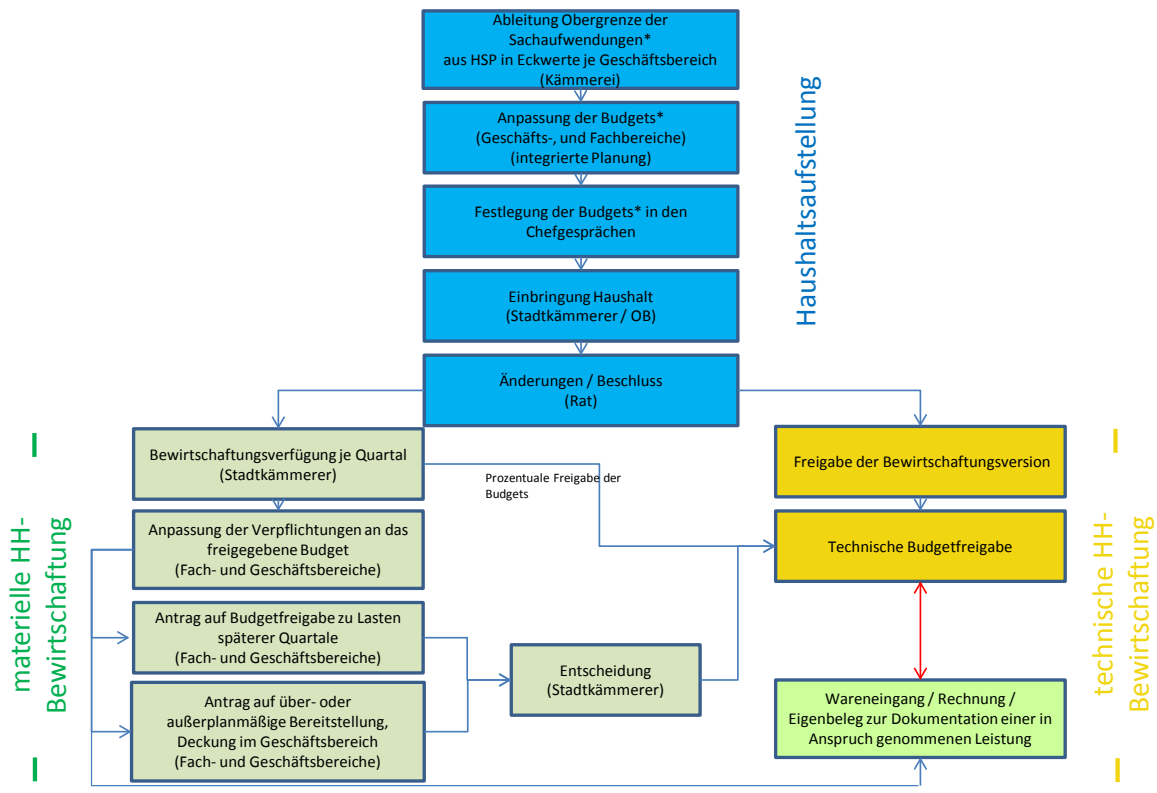 Ableitung Obergrenze der
Sachaufwendungen*
aus HSP in Eckwerte je Geschäftsbereich
(Kämmerei)
Anpassung der Budgets*
(Geschäfts-, und Fachbereiche)
(integrierte Planung)
Festlegung der Budgets* in den
Chefgesprächen
Einbringung Haushalt
(Stadtkämmerer / OB)
Änderungen / Beschluss
(Rat)
Haushaltsaufstellung
materielle HH-
Bewirtschaftung
Bewirtschaftungsverfügung je Quartal
(Stadtkämmerer)
Prozentuale Freigabe der
Budgets
Anpassung der Verpflichtungen an das
freigegebene Budget
(Fach- und Geschäftsbereiche)
Antrag auf Budgetfreigabe zu Lasten
späterer Quartale
(Fach- und Geschäftsbereiche)
Antrag auf über- oder
außerplanmäßige Bereitstellung,
Deckung im Geschäftsbereich
(Fach- und Geschäftsbereiche)
Entscheidung
(Stadtkämmerer)
Freigabe der Bewirtschaftungsversion
Technische Budgetfreigabe
Wareneingang / Rechnung /
Eigenbeleg zur Dokumentation einer in
Anspruch genommenen Leistung
technische HH-
Bewirtschaftung